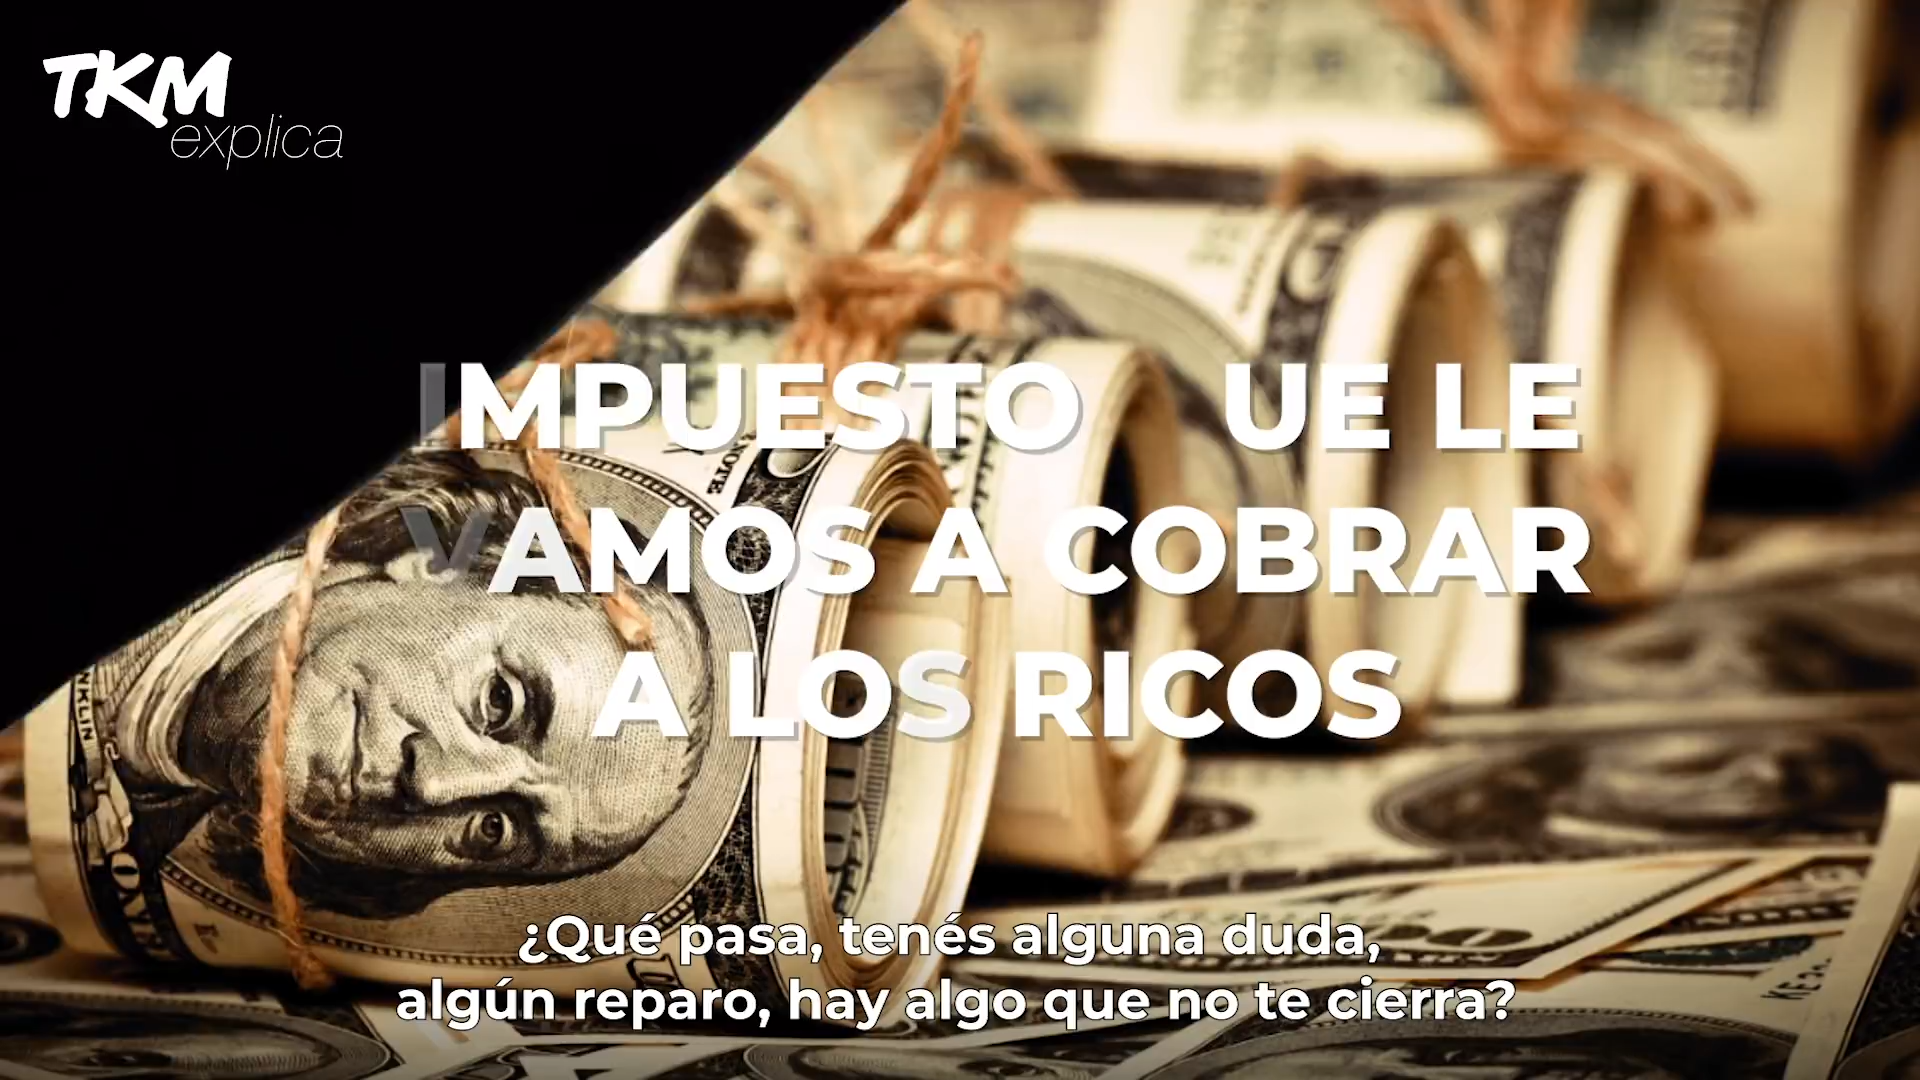 TKM
explica
IMPUESTO UE LE
VAMOS A COBRAR
A LOS RICOS
¿Qué pasa, tenés alguna duda,
algún reparo, hay algo que no te cierra?
NOTE